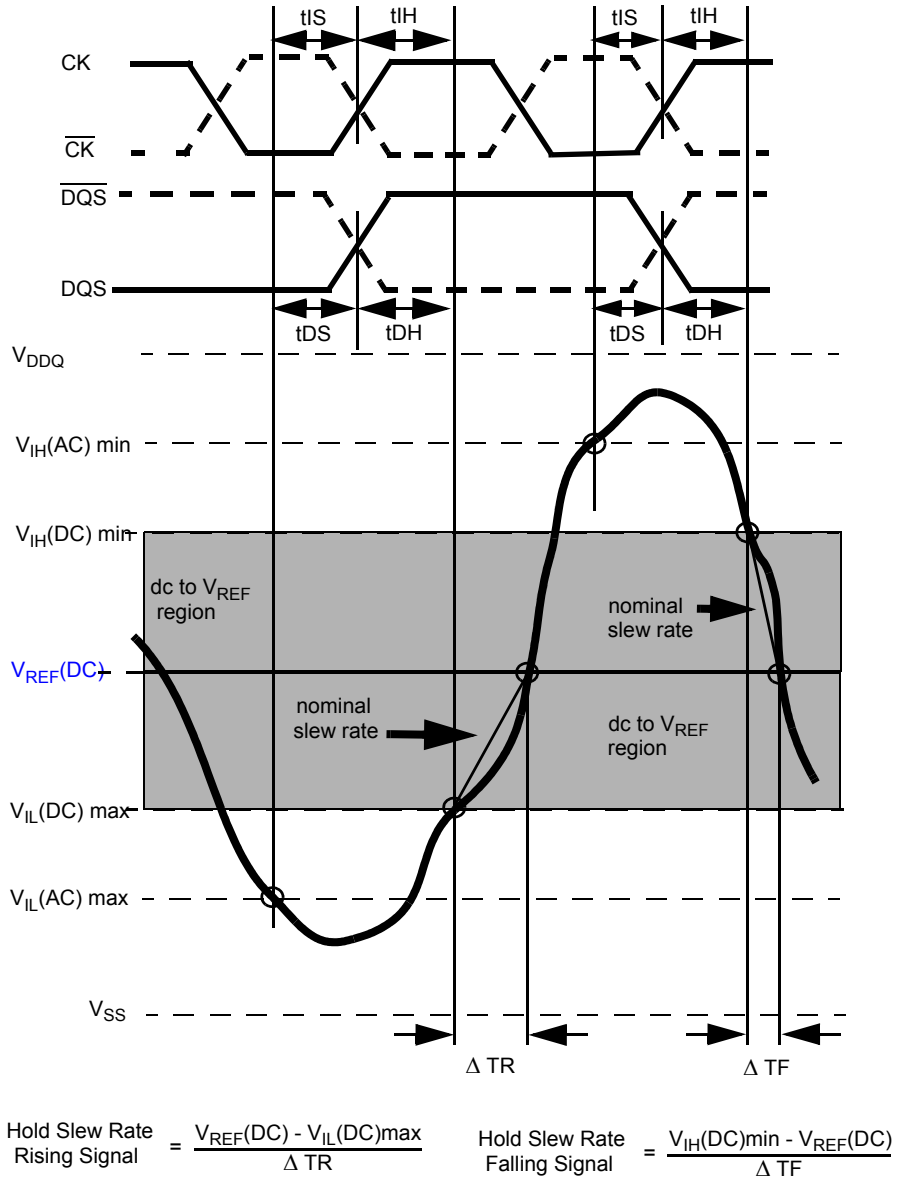 tIS tIH tIS tIH
CK
CK
DQS
DQS
tDS tDH tDS tDH
VDDQ
VIH(AC) min
VIH(DC) min
dc to VREF
region
nominal
slew rate
VREF(DC)
nominal
slew rate
dc to VREF
region
VIL(DC) max
VIL(AC) max
VSS
Δ TR Δ TF
Hold Slew Rate
Rising Signal
= VREF(DC) - VIL(DC)max
Δ TR
Hold Slew Rate
Falling Signal
= VIH(DC)min - VREF(DC)
Δ TF